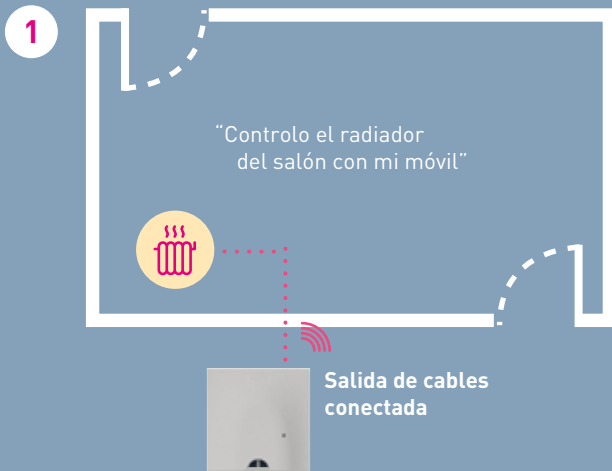 1
“Controlo el radiador
del salón con mi móvil”
Salida de cables
conectada